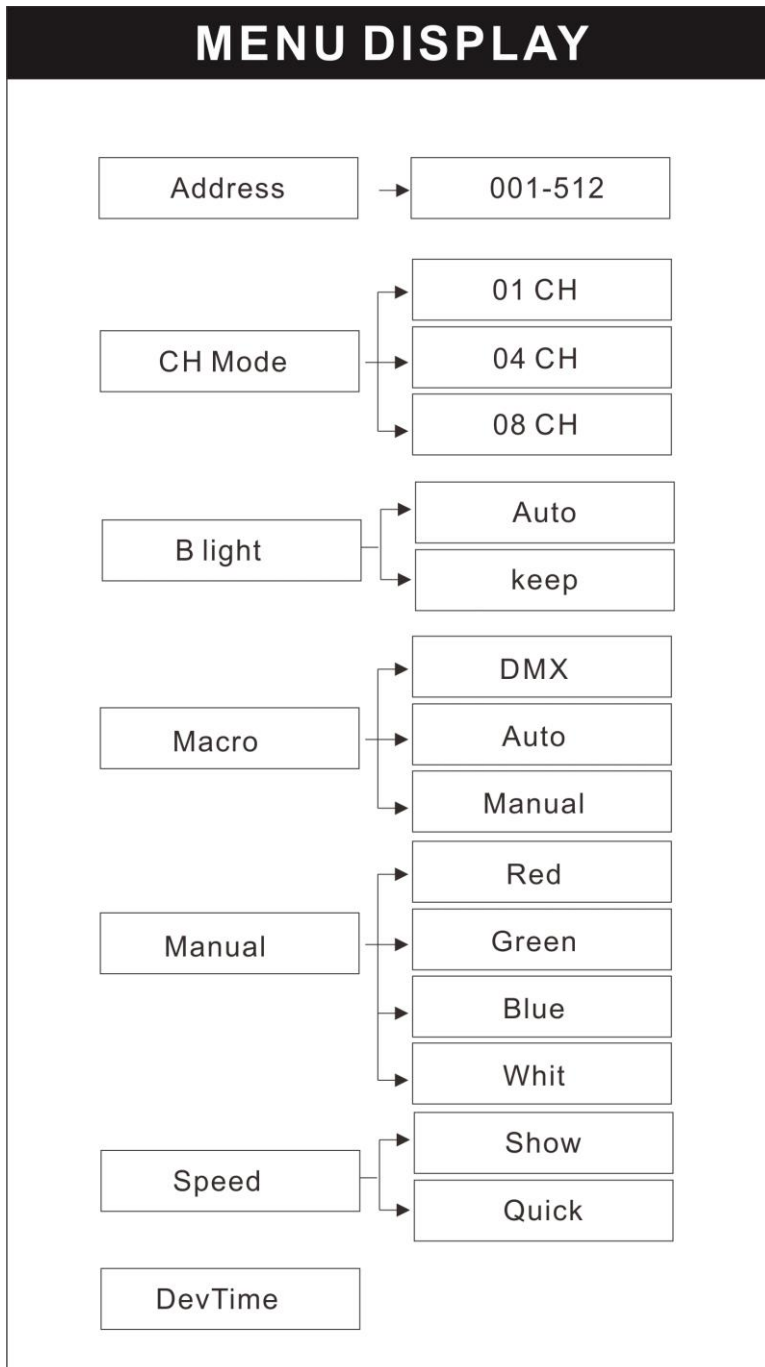 MENU DISPLAY
Address
001-512
CH Mode
01 CH
04 CH
08 CH
B light
Auto
keep
Macro
DMX
Auto
Manual
Manual
Red
Green
Blue
Whit
Speed
Show
Quick
DevTime